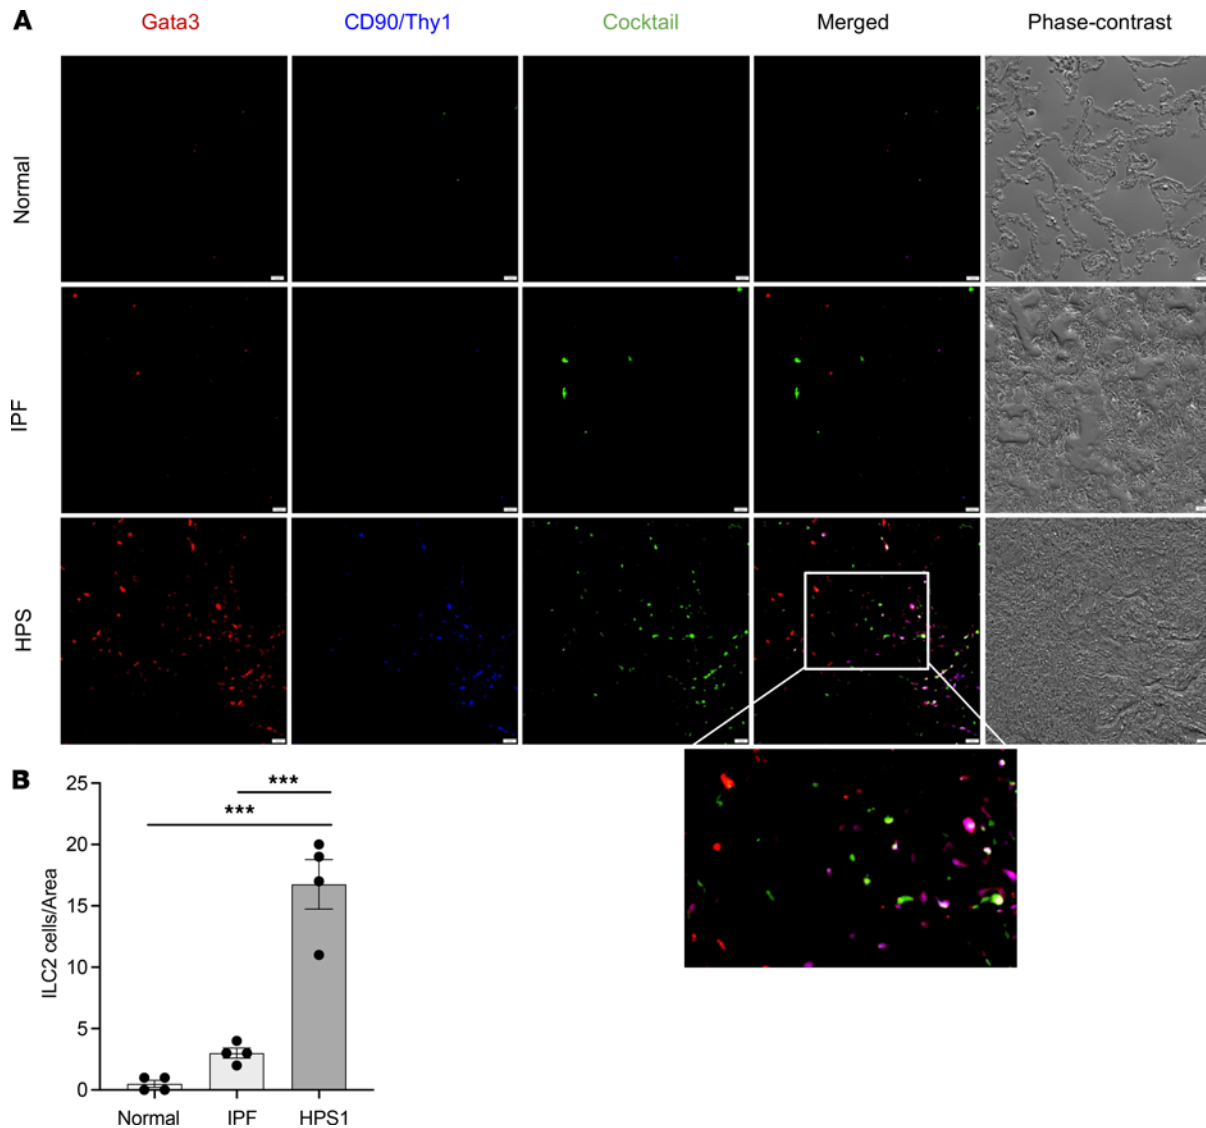 A
Gata3 CD90/Thy1 Cocktail Merged Phase-contrast
Normal
IPF
HPS
B
25
20
15
10
5
0
ILC2 cells/Area
***
***
Normal IPF HPS1